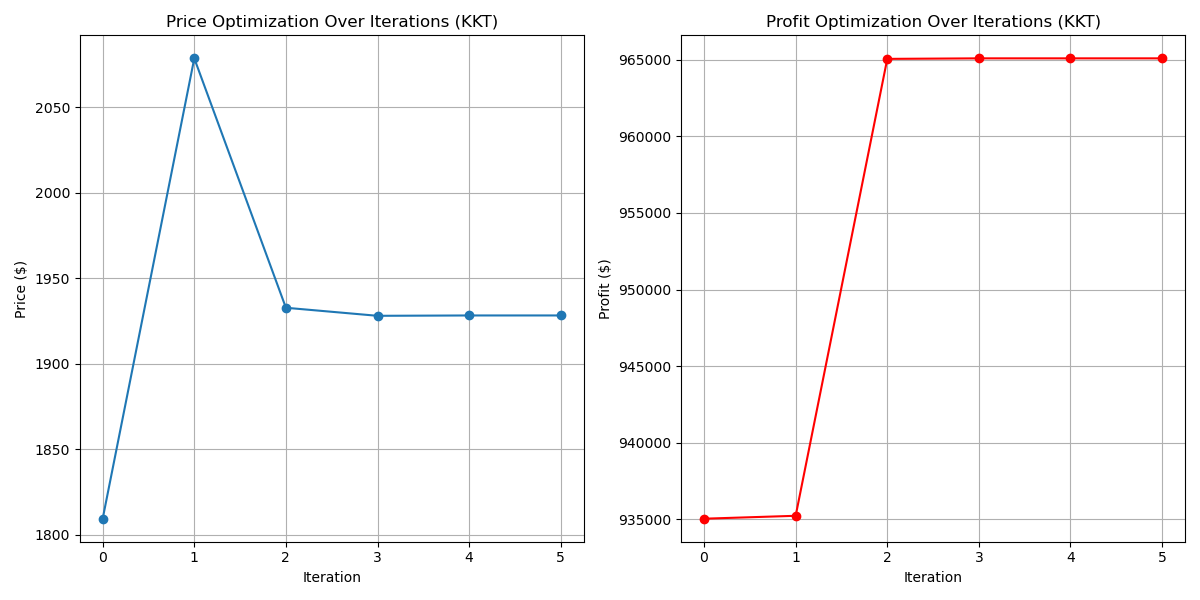 Price Optimization Over Iterations (KKT)
Price ($)
2050
2000
1950
1900
1850
1800
0 1 2 3 4 5
Iteration
Profit Optimization Over Iterations (KKT)
Profit ($)
965000
960000
955000
950000
945000
940000
935000
0 1 2 3 4 5
Iteration